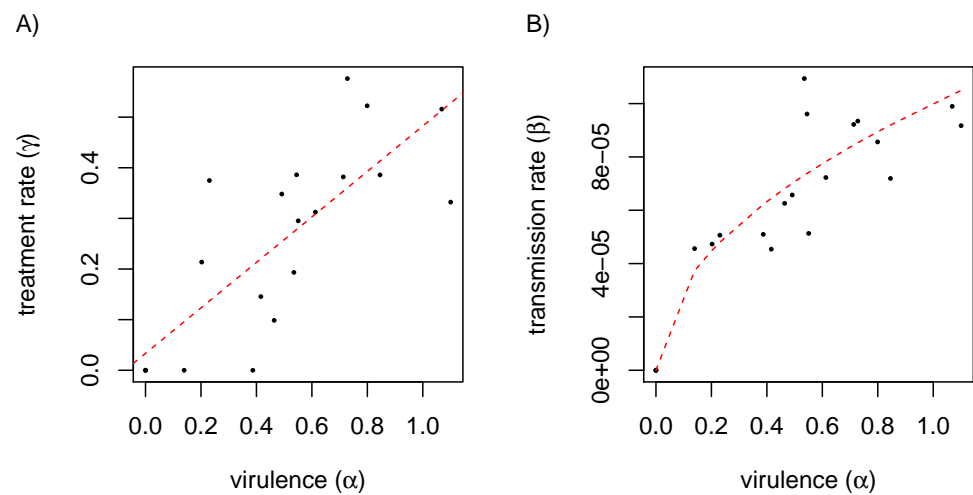 A)
treatment rate (γ)
0.0 0.2 0.4
0.0 0.2 0.4 0.6 0.8 1.0
virulence (α)
B)
transmission rate (β)
0e+00 4e-05 8e-05
0.0 0.2 0.4 0.6 0.8 1.0
virulence (α)